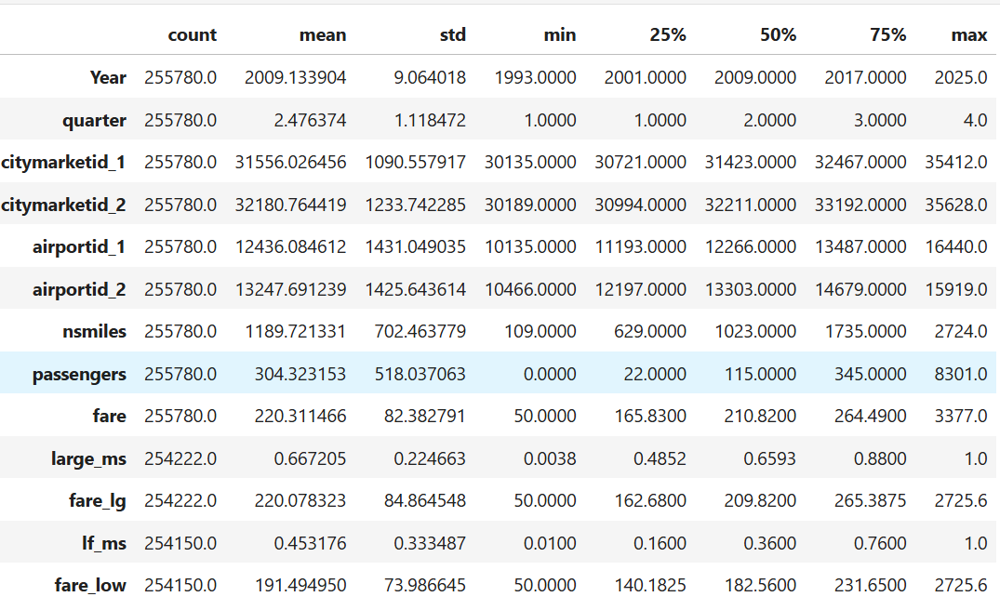 count mean std min 25% 50% 75% max
Year 255780.0 2009.133904 9.064018 1993.0000 2001.0000 2009.0000 2017.0000 2025.0
quarter 255780.0 2.476374 1.118472 1.0000 1.0000 2.0000 3.0000 4.0
citymarketid_1 255780.0 31556.026456 1090.557917 30135.0000 30721.0000 31423.0000 32467.0000 35412.0
citymarketid_2 255780.0 32180.764419 1233.742285 30189.0000 30994.0000 32211.0000 33192.0000 35628.0
airportid_1 255780.0 12436.084612 1431.049035 10135.0000 11193.0000 12266.0000 13487.0000 16440.0
airportid_2 255780.0 13247.691239 1425.643614 10466.0000 12197.0000 13303.0000 14679.0000 15919.0
nsmiles 255780.0 1189.721331 702.463779 109.0000 629.0000 1023.0000 1735.0000 2724.0
passengers 255780.0 304.323153 518.037063 0.0000 22.0000 115.0000 345.0000 8301.0
fare 255780.0 220.311466 82.382791 50.0000 165.8300 210.8200 264.4900 3377.0
large_ms 254222.0 0.667205 0.224663 0.0038 0.4852 0.6593 0.8800 1.0
fare_lg 254222.0 220.078323 84.864548 50.0000 162.6800 209.8200 265.3875 2725.6
lf_ms 254150.0 0.453176 0.333487 0.0100 0.1600 0.3600 0.7600 1.0
fare_low 254150.0 191.494950 73.986645 50.0000 140.1825 182.5600 231.6500 2725.6